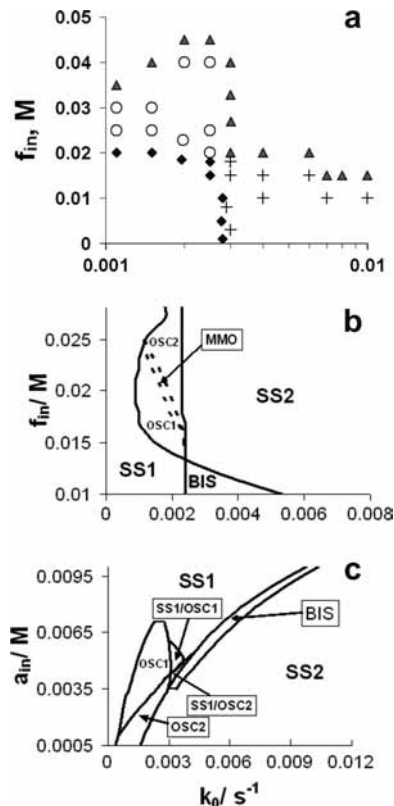 a
f_in, M
0.05
0.04
0.03
0.02
0.01
0
0.001
0.01
b
f_in/ M
0.025
0.02
0.015
0.01
OSC2
MMO
OSC1
SS1
BIS
SS2
0
0.002
0.004
0.006
0.008
c
a_in/ M
0.0095
0.0065
0.0035
0.0005
SS1
SS1/OSC1
BIS
OSC1
SS2
SS1/OSC2
OSC2
0
0.003
0.006
0.009
0.012
k_0/ s^-1